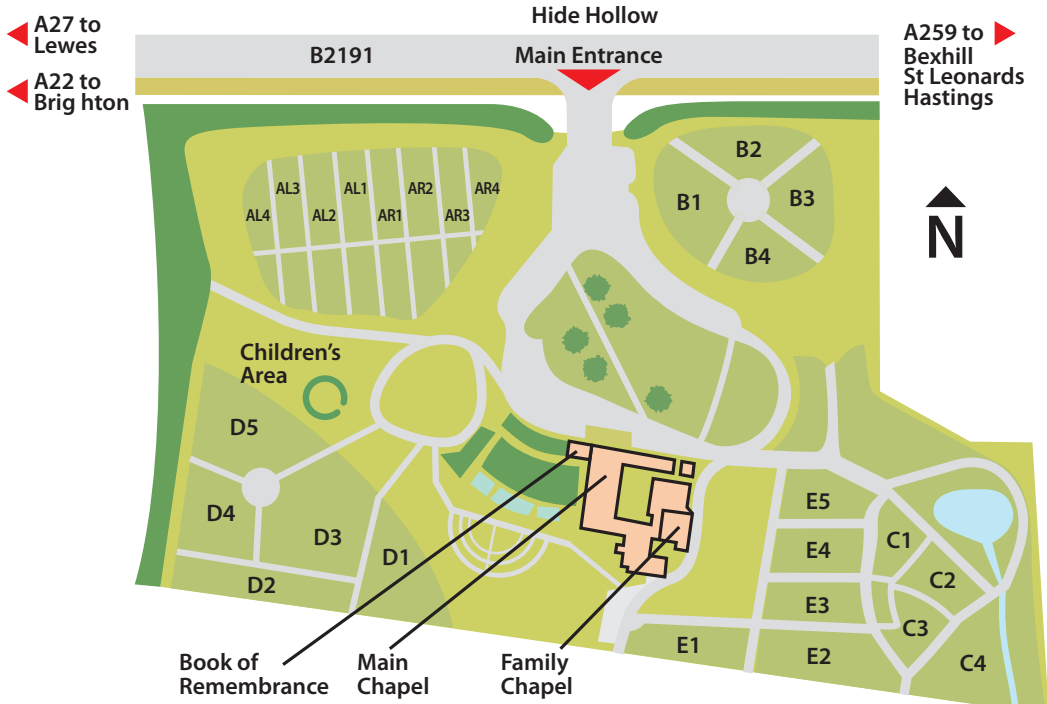 Hide Hollow
A27 to
Lewes
A22 to
Brig hton
B2191
Main Entrance
A259 to
Bexhill
St Leonards
Hastings
N
AL4
AL3
AL2
AL1
AR1
AR2
AR3
AR4
B1
B2
B3
B4
Children's
Area
D5
D4
D3
D2
D1
E5
E4
E3
E2
E1
C1
C2
C3
C4
Book of
Remembrance
Main
Chapel
Family
Chapel